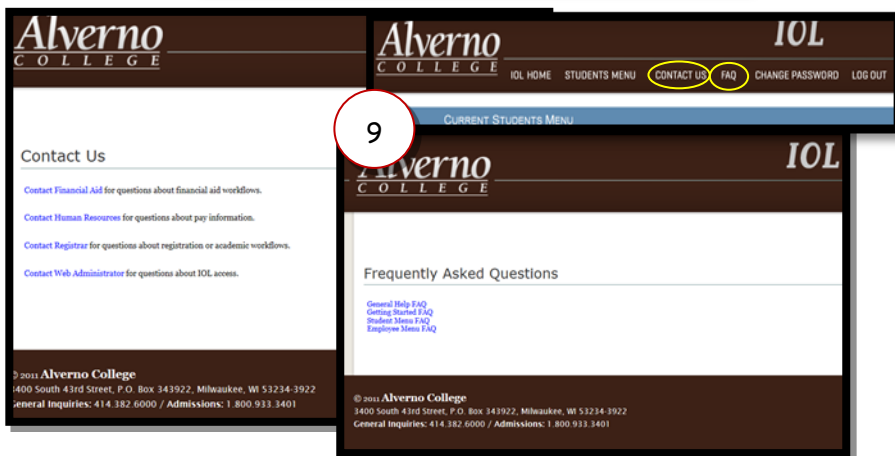 Alverno
COLLEGE
Contact Us
Contact Financial Aid for questions about financial aid workflows.
Contact Human Resources for questions about pay information.
Contact Registrar for questions about registration or academic workflows.
Contact Web Administrator for questions about IOL access.
© 2011 Alverno College
3400 South 43rd Street, P.O. Box 343922, Milwaukee, WI 53234-3922
General Inquiries: 414.382.6000 / Admissions: 1.800.933.3401
Alverno
COLLEGE
IOL
IOL HOME STUDENTS MENU CONTACT US FAQ CHANGE PASSWORD LOG OUT
CURRENT STUDENTS MENU
9
Alverno
COLLEGE
IOL
Frequently Asked Questions
General Help FAQ
Getting Started FAQ
Student Menu FAQ
Employee Menu FAQ
© 2011 Alverno College
3400 South 43rd Street, P.O. Box 343922, Milwaukee, WI 53234-3922
General Inquiries: 414.382.6000 / Admissions: 1.800.933.3401